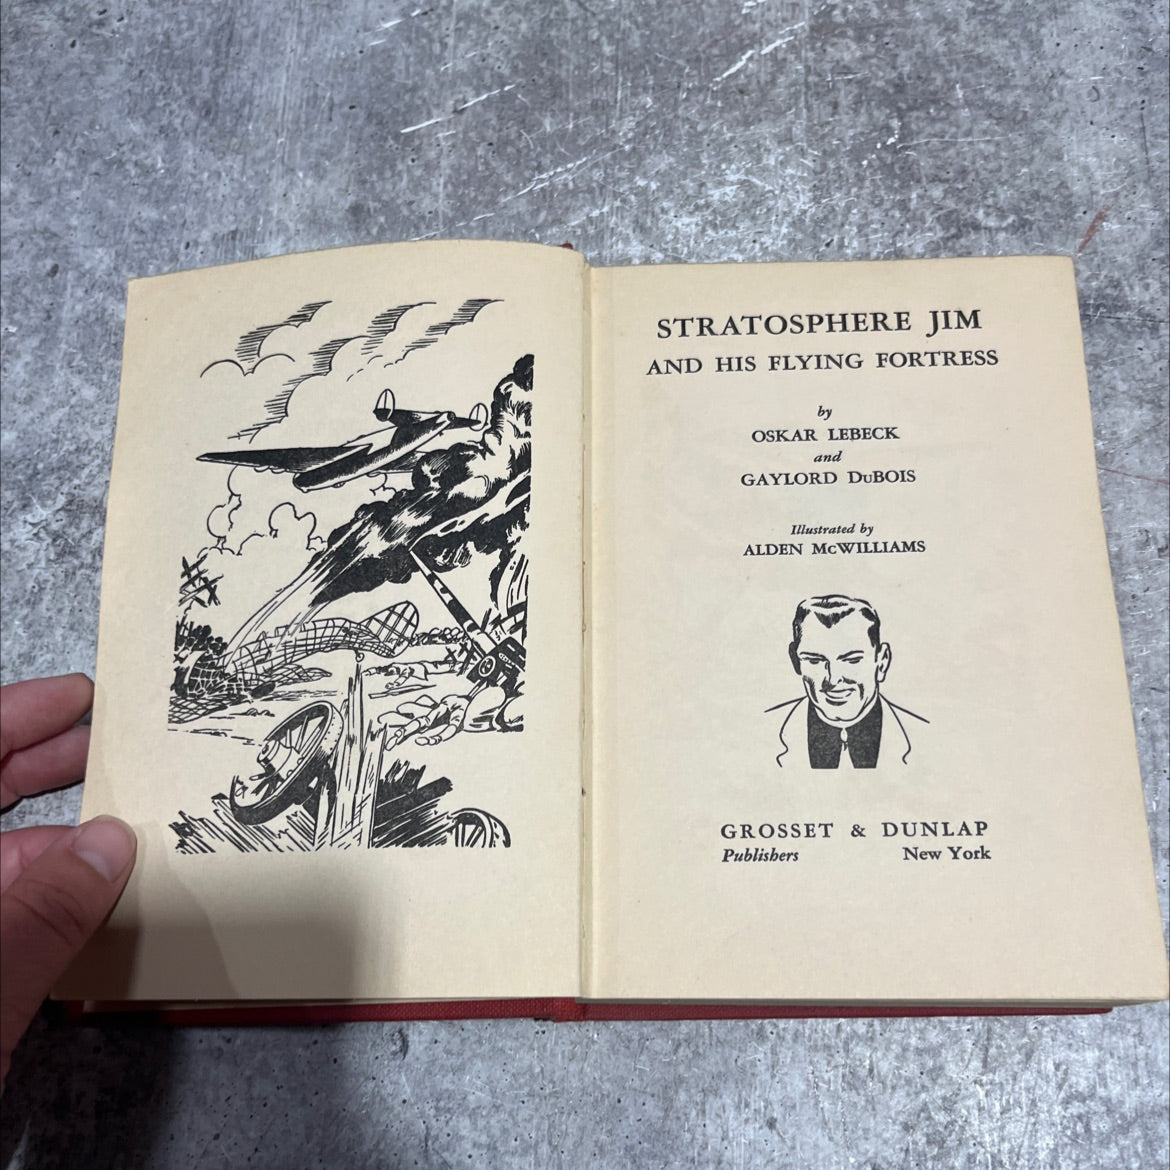 STRATOSPHERE JIM
AND HIS FLYING FORTRESS
by
OSKAR LEBECK
and
GAYLORD DuBOIS
Illustrated by
ALDEN McWILLIAMS
GROSSET & DUNLAP
Publishers New York